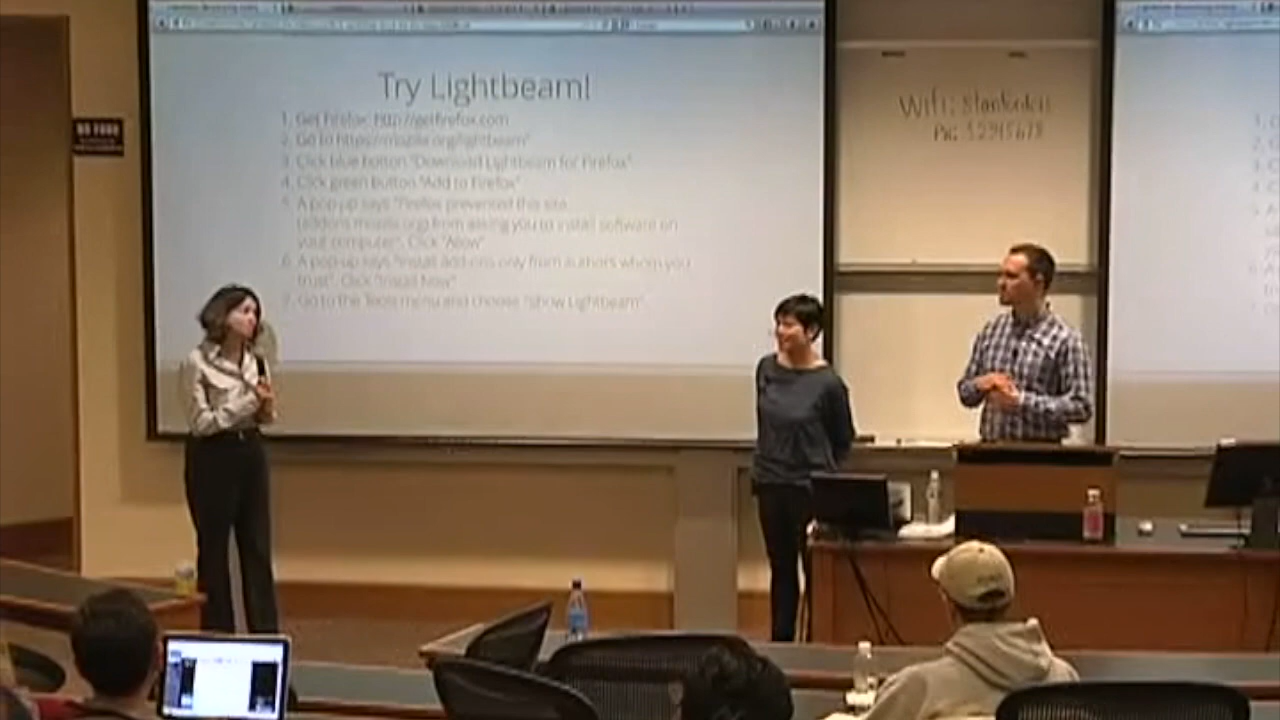 Try Lightbeam!
1. Get Firefox: http://getfirefox.com
2. Go to https://mozilla.org/lightbeam"
3. Click blue button "Download Lightbeam for Firefox"
4. Click green button "Add to Firefox"
5. A pop-up says "Firefox prevented this site
(addons.mozilla.org) from asking you to install software on
your computer". Click "Allow"
6. A pop-up says "Install add-ons only from authors whom you
trust". Click "Install Now"
7. Go to the Tools menu and choose "show Lightbeam"
Wifi:
12345678
NO FOOD